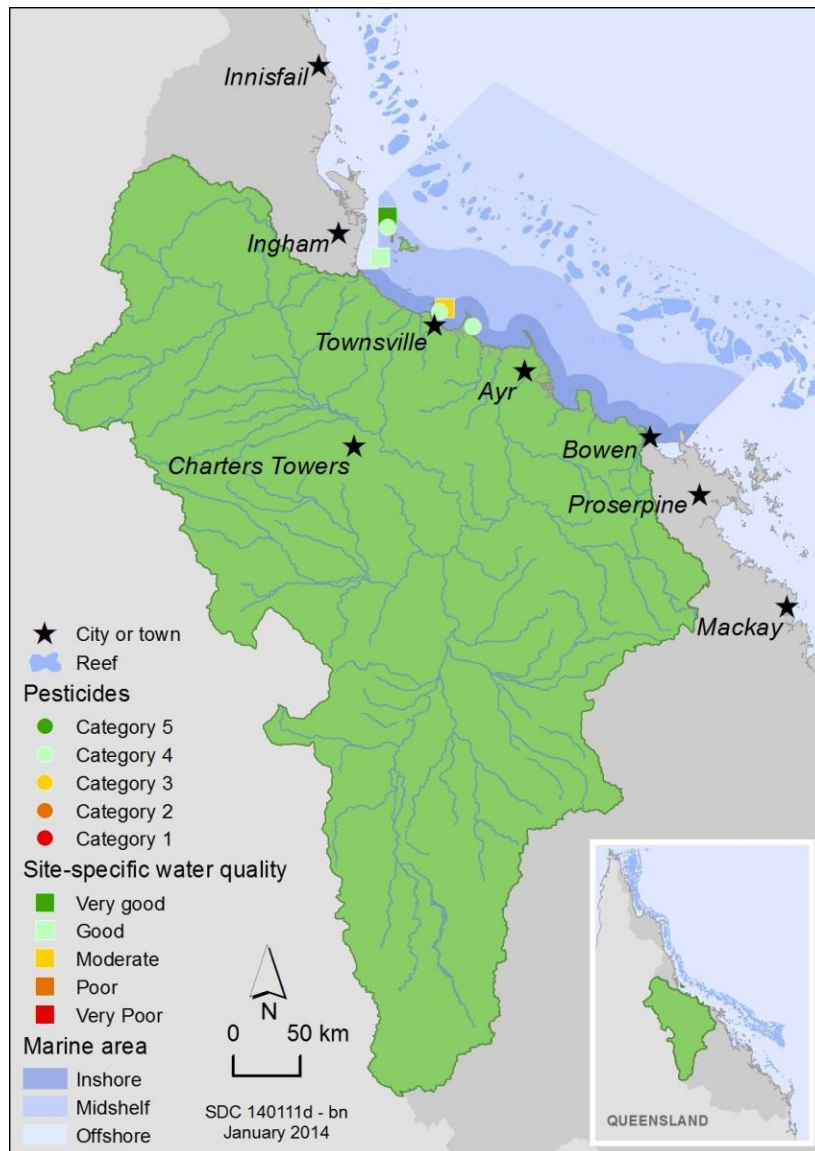 Innisfail
Ingham
Townsville
Ayr
Charters Towers
Bowen
Proserpine
Mackay
City or town
Reef
Pesticides
Category 5
Category 4
Category 3
Category 2
Category 1
Site-specific water quality
Very good
Good
Moderate
Poor
Very Poor
Marine area
Inshore
Midshelf
Offshore
N
0 50 km
SDC 140111d - bn
January 2014
QUEENSLAND